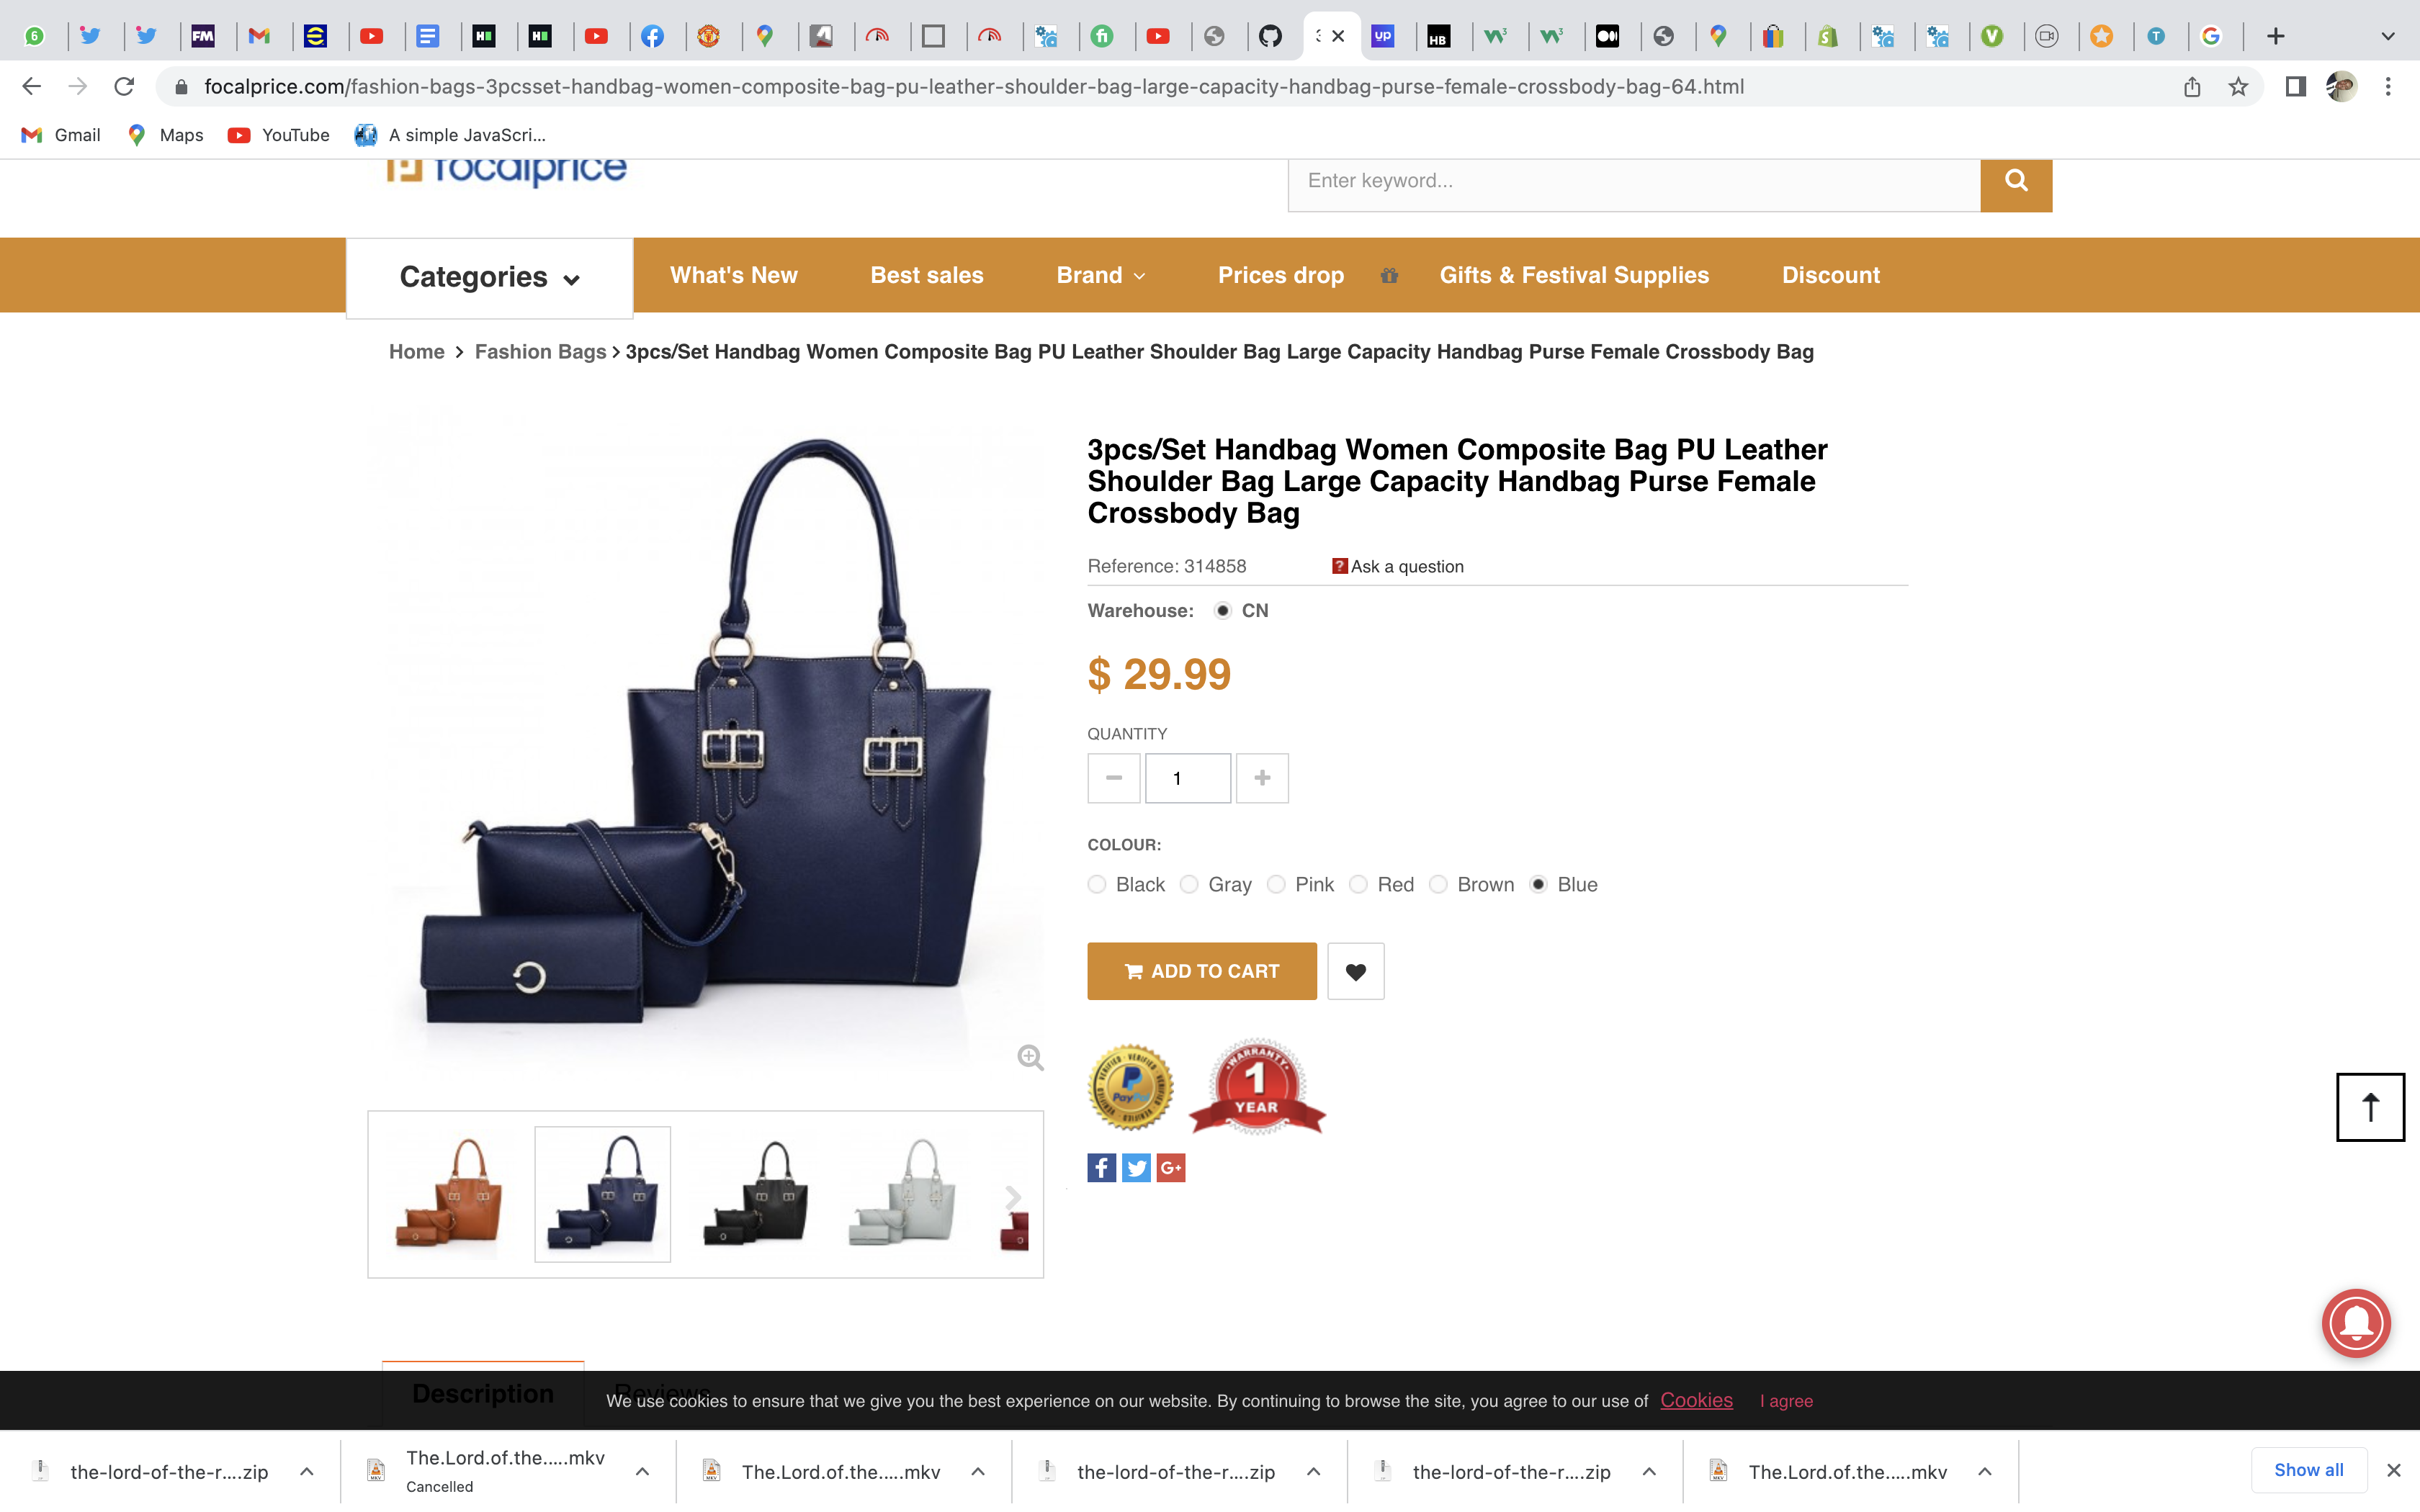 focalprice.com/fashion-bags-3pcsset-handbag-women-composite-bag-pu-leather-shoulder-bag-large-capacity-handbag-purse-female-crossbody-bag-64.html
Gmail Maps YouTube A simple JavaScri...
focalprice
Enter keyword...
Categories What's New Best sales Brand Prices drop Gifts & Festival Supplies Discount
Home > Fashion Bags > 3pcs/Set Handbag Women Composite Bag PU Leather Shoulder Bag Large Capacity Handbag Purse Female Crossbody Bag
3pcs/Set Handbag Women Composite Bag PU Leather
Shoulder Bag Large Capacity Handbag Purse Female
Crossbody Bag
Reference: 314858 ? Ask a question
Warehouse: CN
$ 29.99
QUANTITY
1
COLOUR:
Black Gray Pink Red Brown Blue
ADD TO CART
VERIFIED PayPal
WARRANTY 1 YEAR
G+
Description Reviews
We use cookies to ensure that we give you the best experience on our website. By continuing to browse the site, you agree to our use of Cookies I agree
the-lord-of-the-r....zip
The.Lord.of.the.....mkv
Cancelled
The.Lord.of.the.....mkv
the-lord-of-the-r....zip
the-lord-of-the-r....zip
The.Lord.of.the.....mkv
Show all